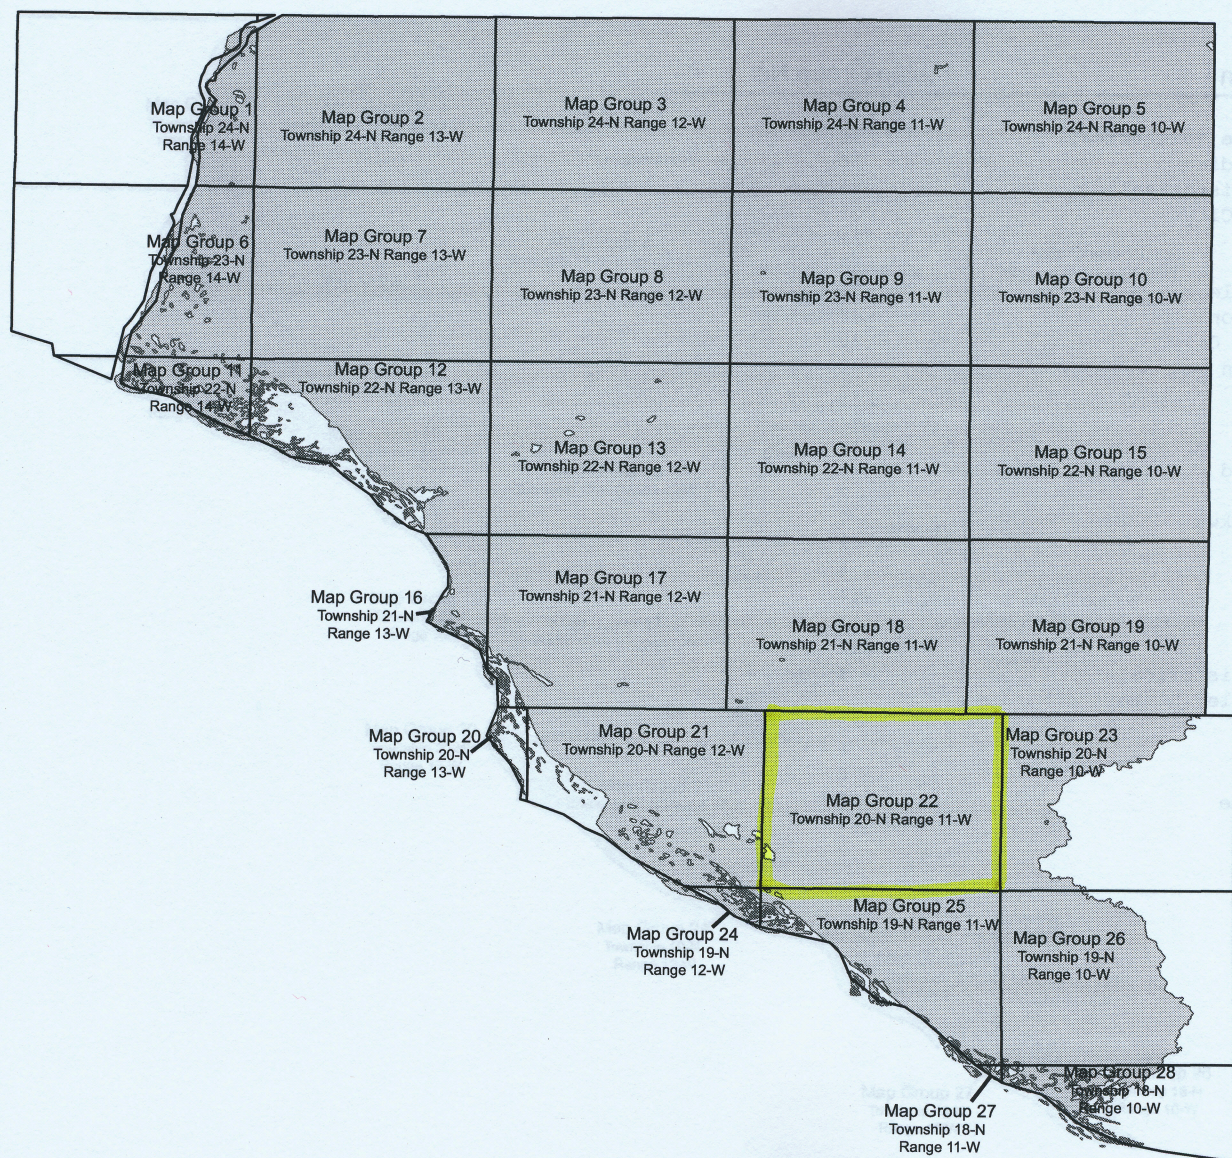 Map Group 1
Township 24-N
Range 14-W
Map Group 2
Township 24-N Range 13-W
Map Group 3
Township 24-N Range 12-W
Map Group 4
Township 24-N Range 11-W
Map Group 5
Township 24-N Range 10-W
Map Group 6
Township 23-N
Range 14-W
Map Group 7
Township 23-N Range 13-W
Map Group 8
Township 23-N Range 12-W
Map Group 9
Township 23-N Range 11-W
Map Group 10
Township 23-N Range 10-W
Map Group 11
Township 22-N
Range 14-W
Map Group 12
Township 22-N Range 13-W
Map Group 13
Township 22-N Range 12-W
Map Group 14
Township 22-N Range 11-W
Map Group 15
Township 22-N Range 10-W
Map Group 16
Township 21-N
Range 13-W
Map Group 17
Township 21-N Range 12-W
Map Group 18
Township 21-N Range 11-W
Map Group 19
Township 21-N Range 10-W
Map Group 20
Township 20-N
Range 13-W
Map Group 21
Township 20-N Range 12-W
Map Group 22
Township 20-N Range 11-W
Map Group 23
Township 20-N
Range 10-W
Map Group 24
Township 19-N
Range 12-W
Map Group 25
Township 19-N Range 11-W
Map Group 26
Township 19-N
Range 10-W
Map Group 27
Township 18-N
Range 11-W
Map Group 28
Township 18-N
Range 10-W